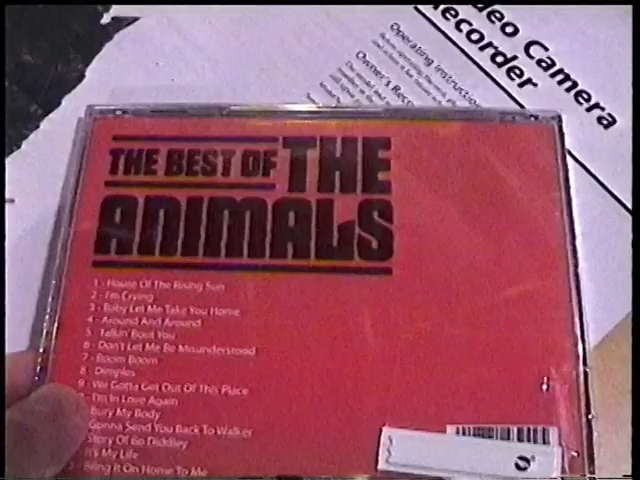 Video Camera
Recorder
Operating Instructions
Owner's Reco
THE BEST OF THE
ANIMALS
1 - House Of The Rising Sun
2 - I'm Crying
3 - Baby Let Me Take You Home
4 - Around And Around
5 - Talkin' Bout You
6 - Don't Let Me Be Misunderstood
7 - Boom Boom
8 - Dimples
9 - We Gotta Get Out Of This Place
I'm In Love Again
Bury My Body
Gonna Send You Back To Walker
Story Of Bo Diddley
It's My Life
Bring It On Home To Me